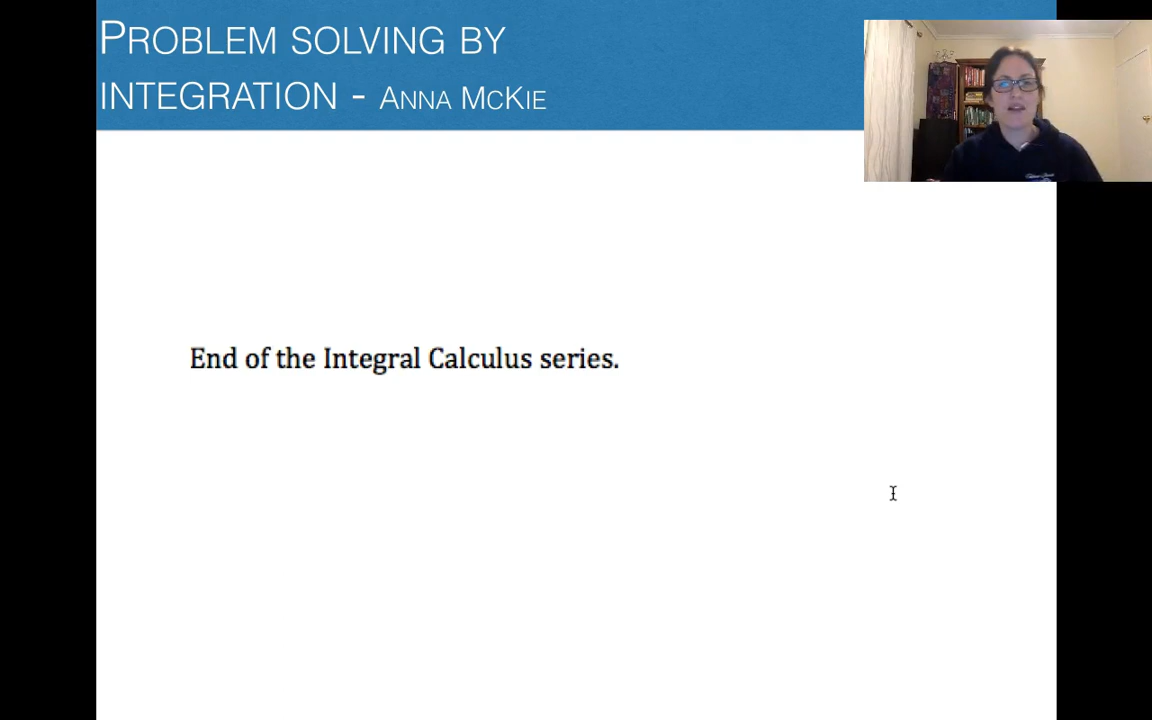 PROBLEM SOLVING BY
INTEGRATION - ANNA MCKIE
End of the Integral Calculus series.